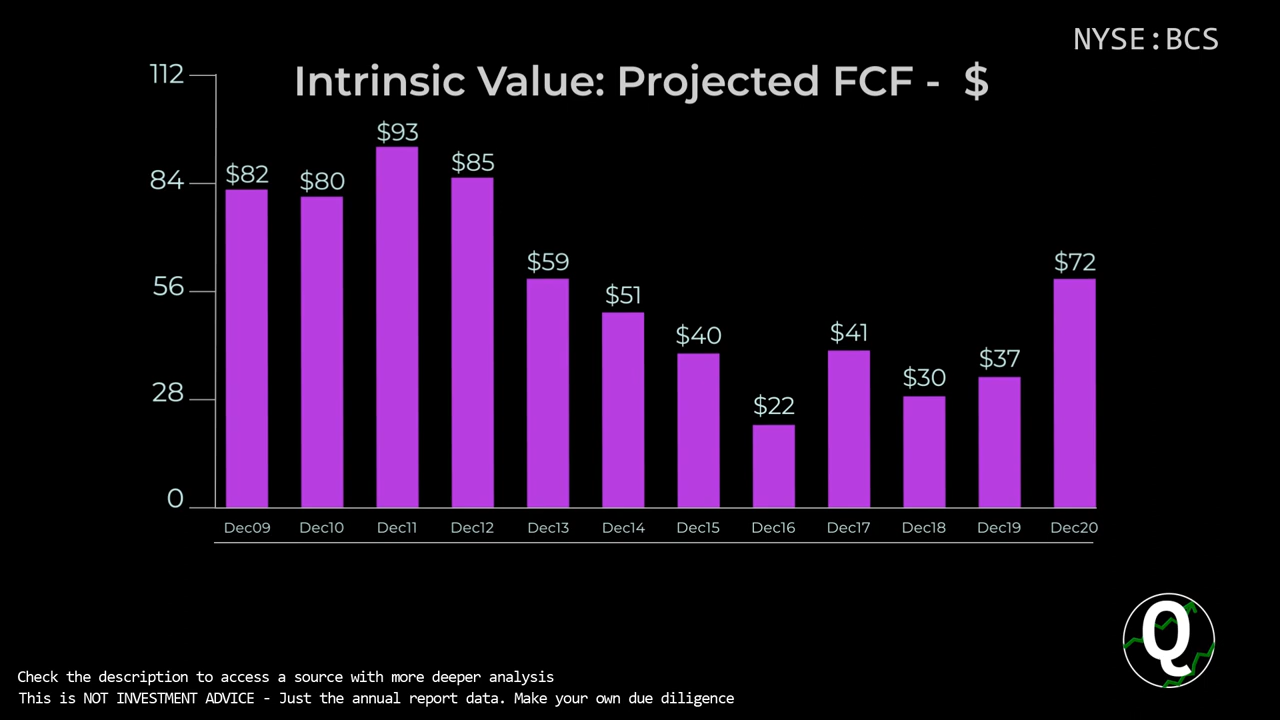 NYSE:BCS
Intrinsic Value: Projected FCF - $
112
84
56
28
0
$82
$80
$93
$85
$59
$51
$40
$22
$41
$30
$37
$72
Dec09 Dec10 Dec11 Dec12 Dec13 Dec14 Dec15 Dec16 Dec17 Dec18 Dec19 Dec20
Q
Check the description to access a source with more deeper analysis
This is NOT INVESTMENT ADVICE - Just the annual report data. Make your own due diligence